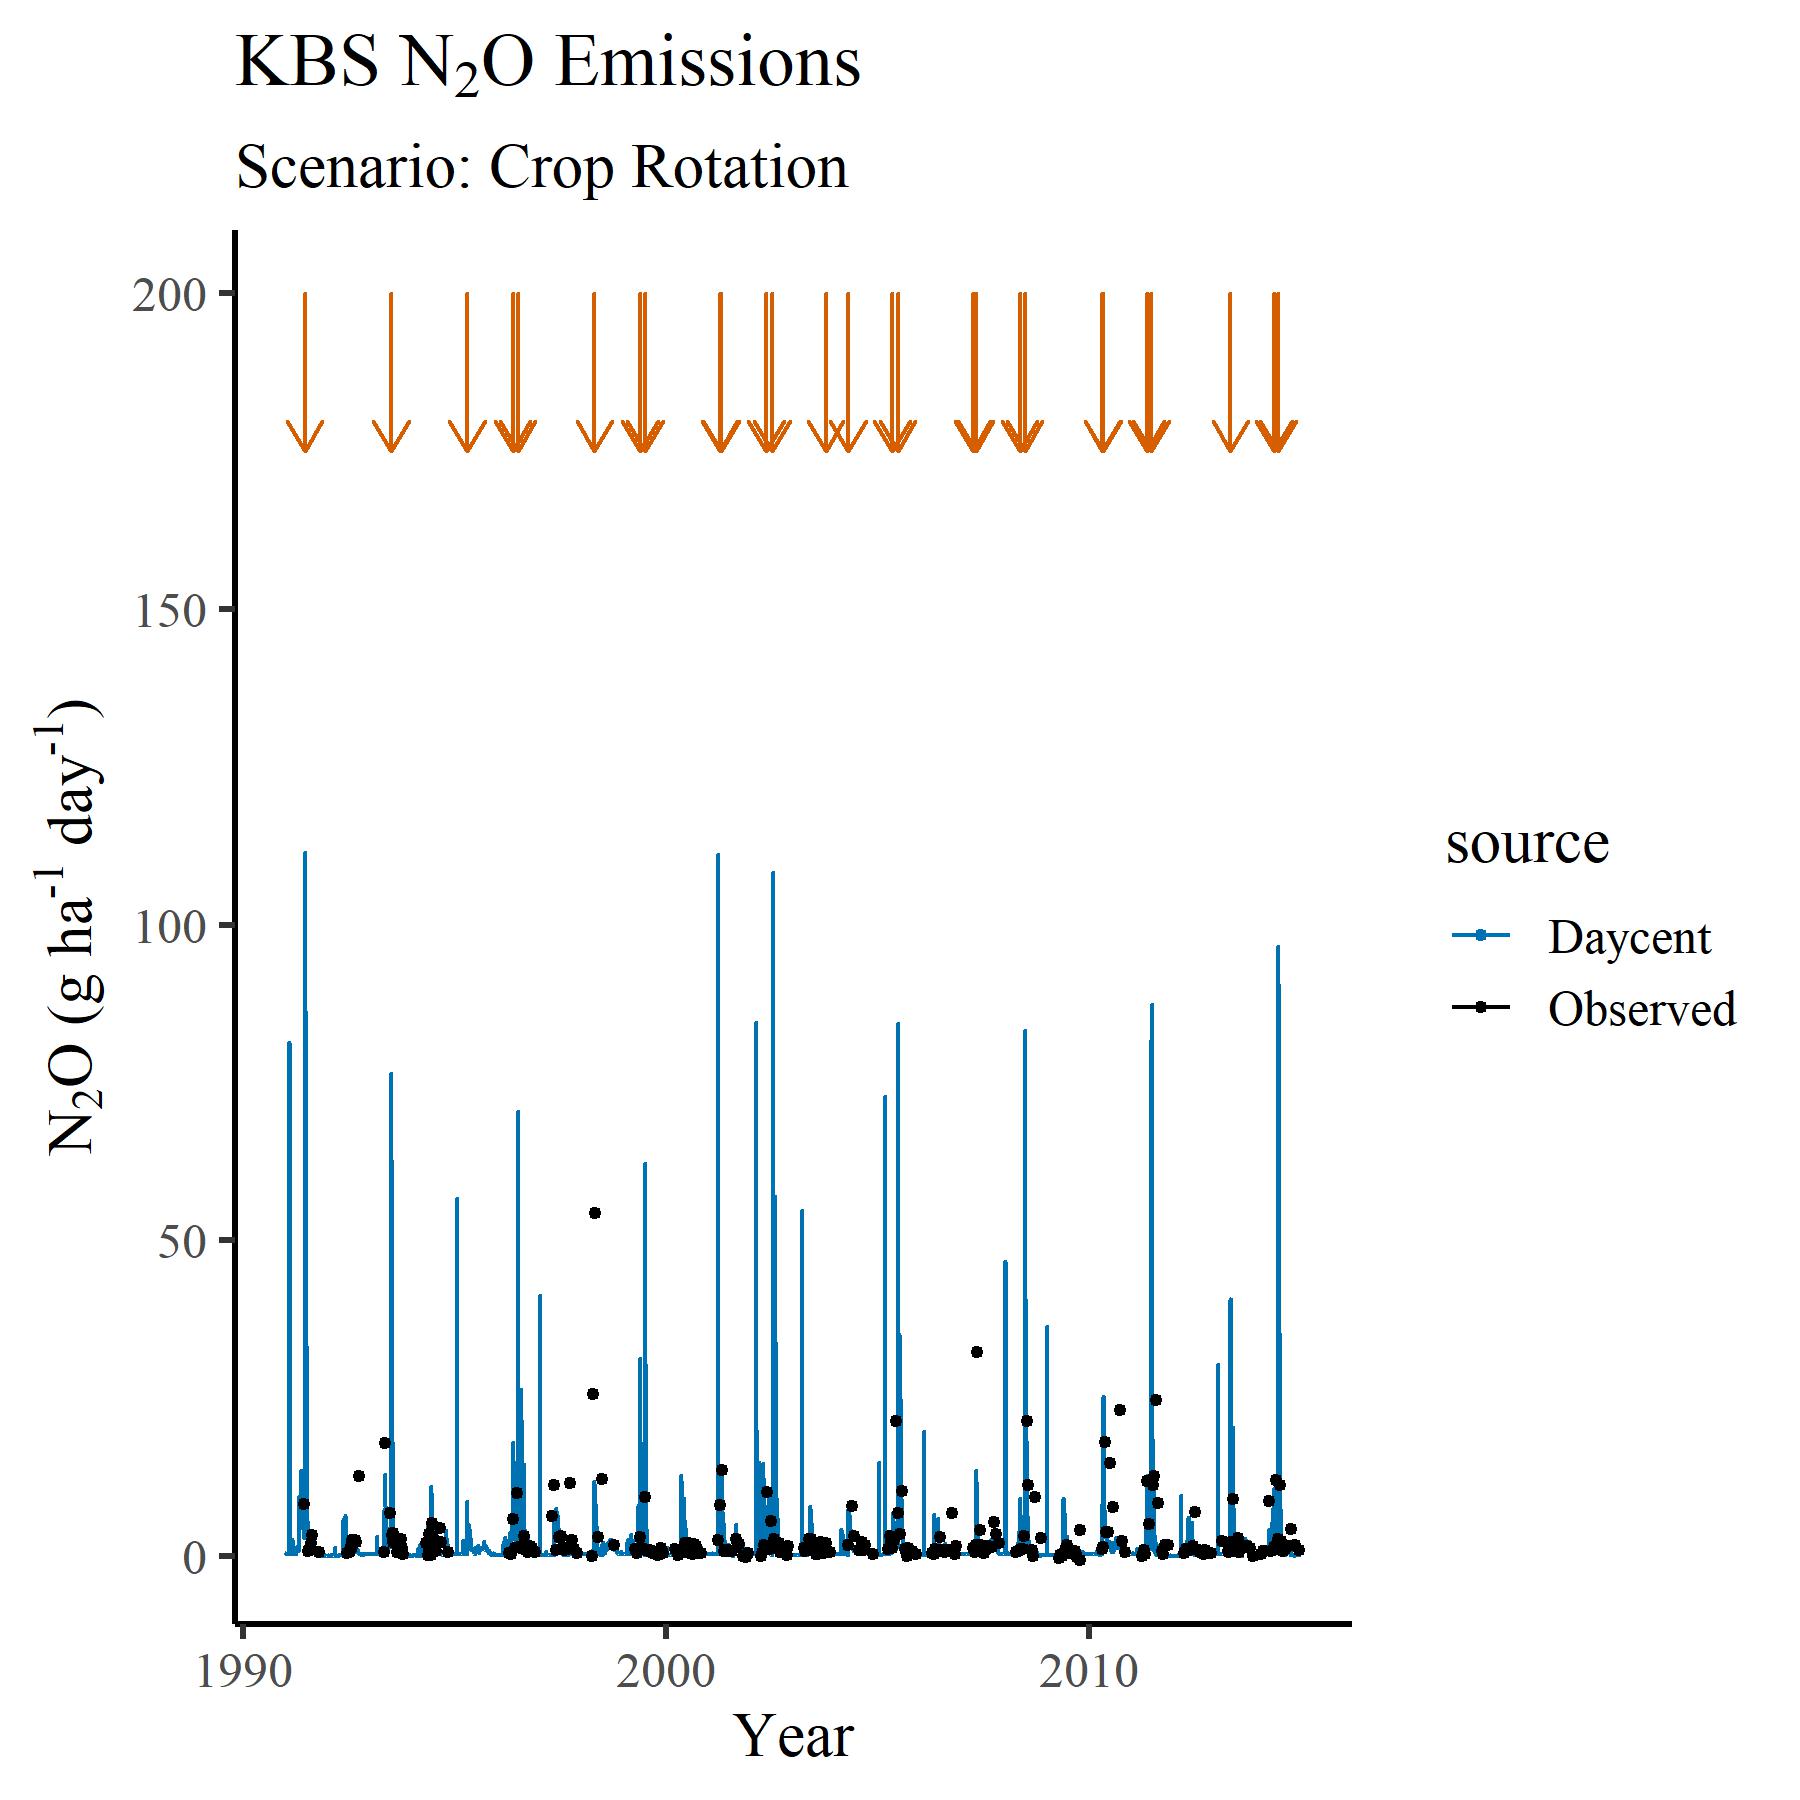 KBS N₂O Emissions
Scenario: Crop Rotation
200
150
100
50
0
N₂O (g ha⁻¹ day⁻¹)
1990 2000 2010
Year
source
Daycent
Observed